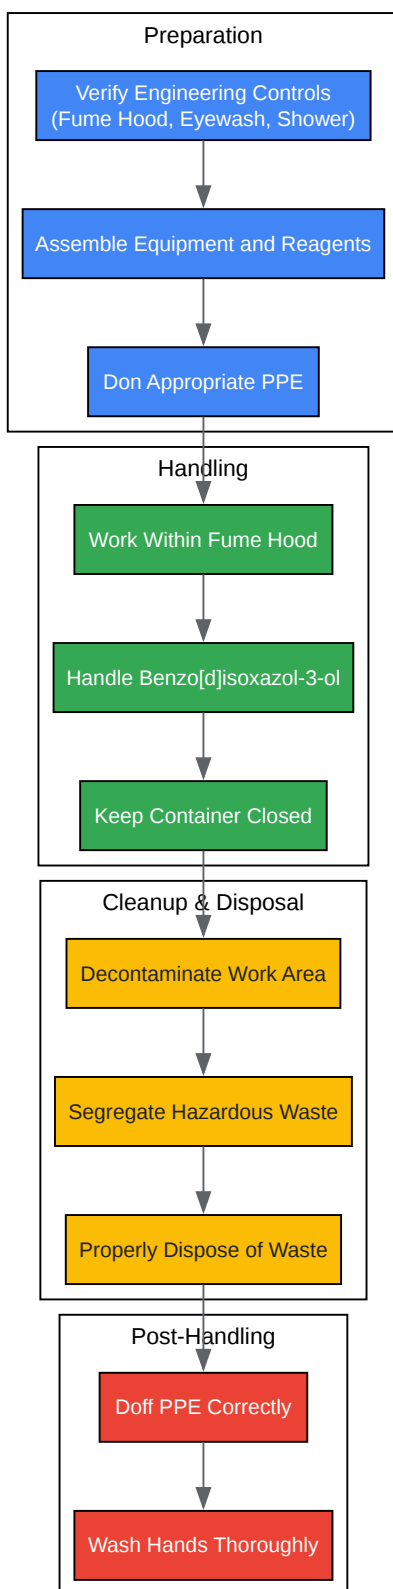 Preparation
Verify Engineering Controls
(Fume Hood, Eyewash, Shower)
Assemble Equipment and Reagents
Don Appropriate PPE
Handling
Work Within Fume Hood
Handle Benzo[d]isoxazol-3-ol
Keep Container Closed
Cleanup & Disposal
Decontaminate Work Area
Segregate Hazardous Waste
Properly Dispose of Waste
Post-Handling
Doff PPE Correctly
Wash Hands Thoroughly